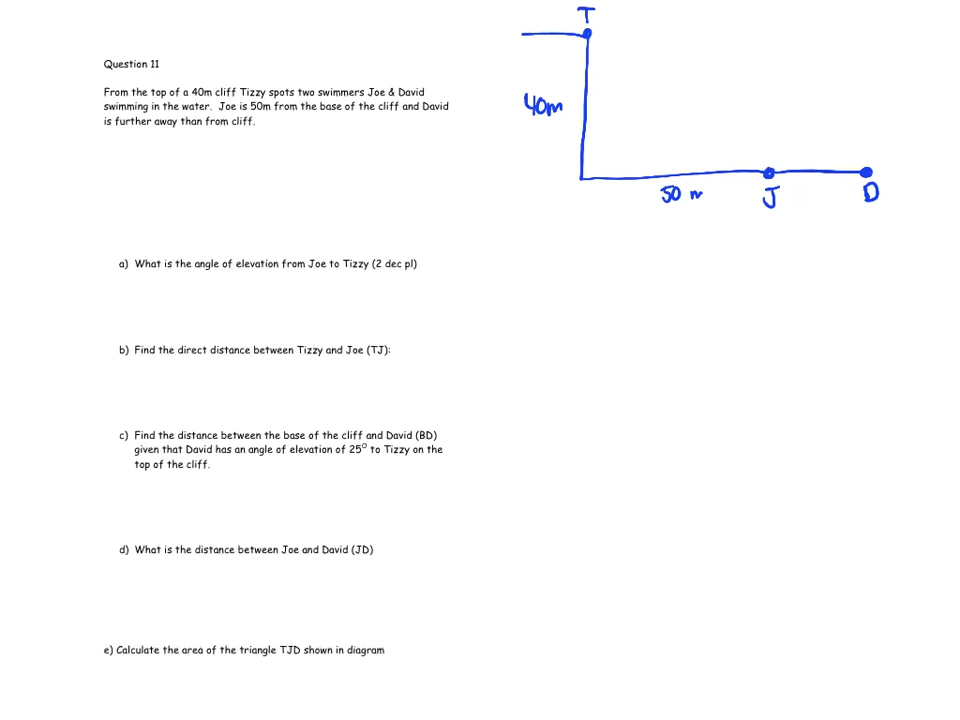 T
Question 11
From the top of a 40m cliff Tizzy spots two swimmers Joe & David
swimming in the water. Joe is 50m from the base of the cliff and David
is further away than from cliff.
40m
50 m
J
D
a) What is the angle of elevation from Joe to Tizzy (2 dec pl)
b) Find the direct distance between Tizzy and Joe (TJ):
c) Find the distance between the base of the cliff and David (BD)
given that David has an angle of elevation of 25° to Tizzy on the
top of the cliff.
d) What is the distance between Joe and David (JD)
e) Calculate the area of the triangle TJD shown in diagram